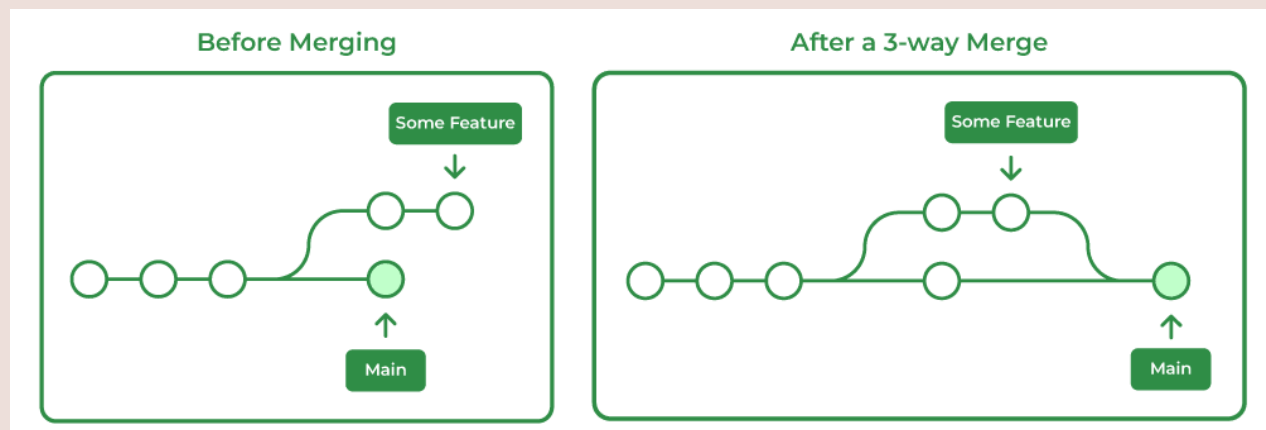 Before Merging
Some Feature
Main
After a 3-way Merge
Some Feature
Main